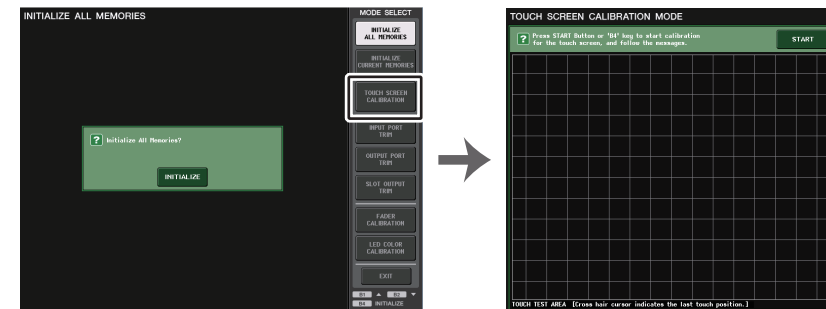 INITIALIZE ALL MEMORIES
? Initialize All Memories?
INITIALIZE
MODE SELECT
INITIALIZE
ALL MEMORIES
INITIALIZE
CURRENT MEMORIES
TOUCH SCREEN
CALIBRATION
INPUT PORT
TRIM
OUTPUT PORT
TRIM
SLOT OUTPUT
TRIM
FADER
CALIBRATION
LED COLOR
CALIBRATION
EXIT
B1 ▲ B2 ▼
B4 INITIALIZE
TOUCH SCREEN CALIBRATION MODE
? Press START Button or 'B4' key to start calibration
for the touch screen, and follow the messages.
START
TOUCH TEST AREA [Cross hair cursor indicates the last touch position.]